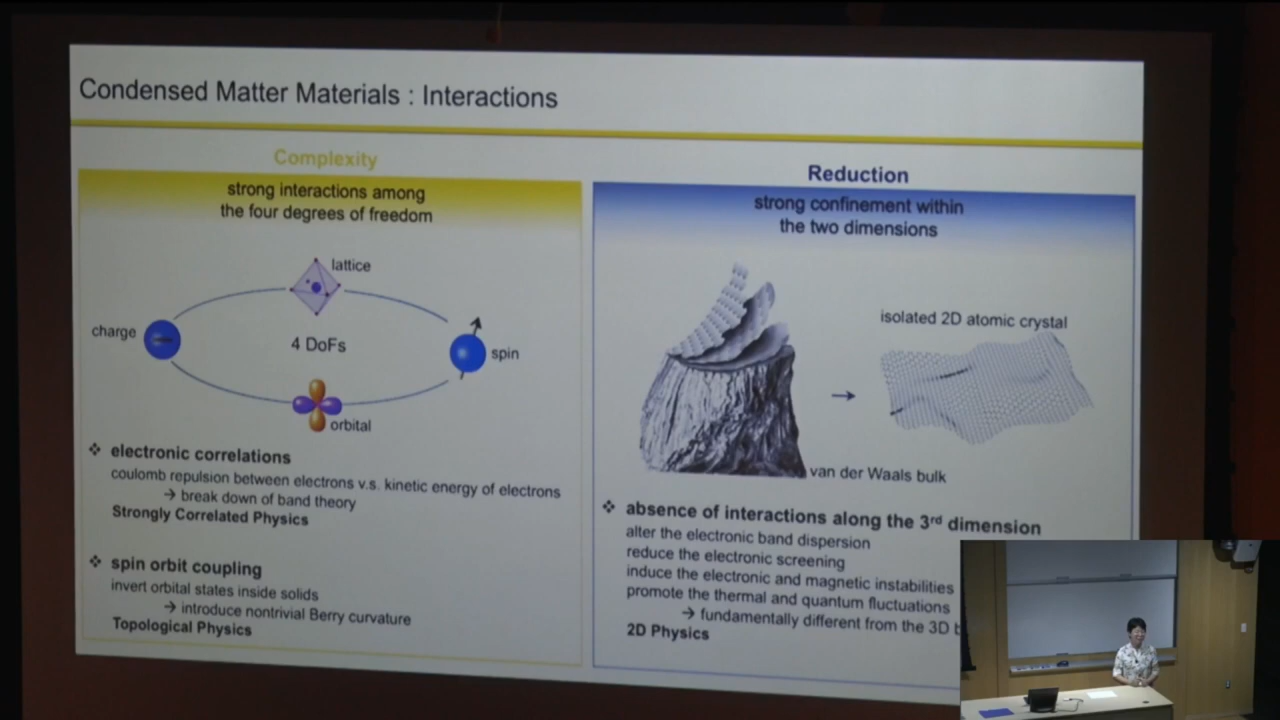 Condensed Matter Materials : Interactions
Complexity
strong interactions among
the four degrees of freedom
lattice
charge
4 DoFs
spin
orbital
❖ electronic correlations
coulomb repulsion between electrons v.s. kinetic energy of electrons
→ break down of band theory
Strongly Correlated Physics
❖ spin orbit coupling
invert orbital states inside solids
→ introduce nontrivial Berry curvature
Topological Physics
Reduction
strong confinement within
the two dimensions
isolated 2D atomic crystal
→
van der Waals bulk
❖ absence of interactions along the 3rd dimension
alter the electronic band dispersion
reduce the electronic screening
induce the electronic and magnetic instabilities
promote the thermal and quantum fluctuations
→ fundamentally different from the 3D
2D Physics